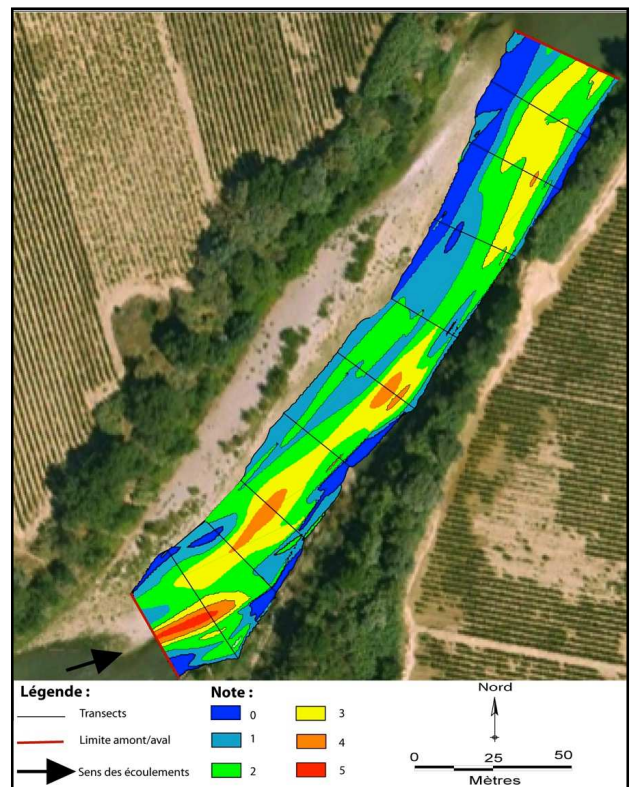 Légende :
Transects
Limite amont/aval
Sens des écoulements
Note :
0
1
2
3
4
5
Nord
0 25 50
Mètres